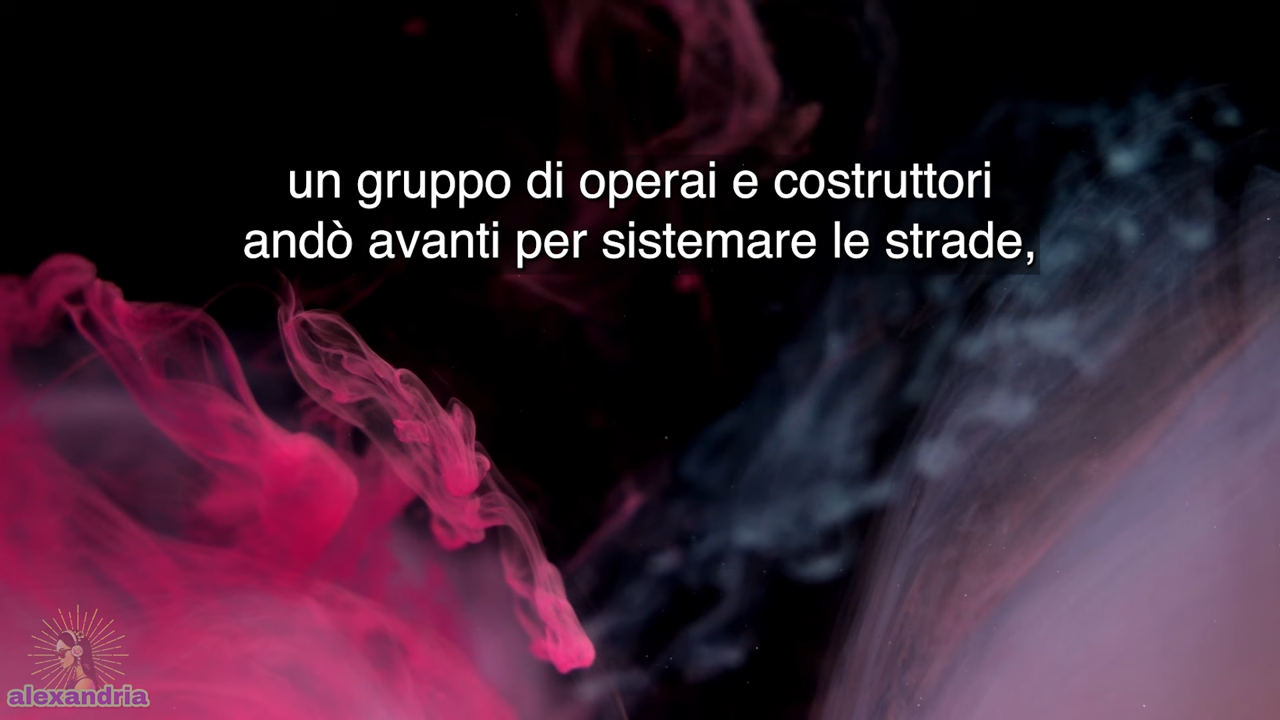 un gruppo di operai e costruttori
andò avanti per sistemare le strade,
alexandria